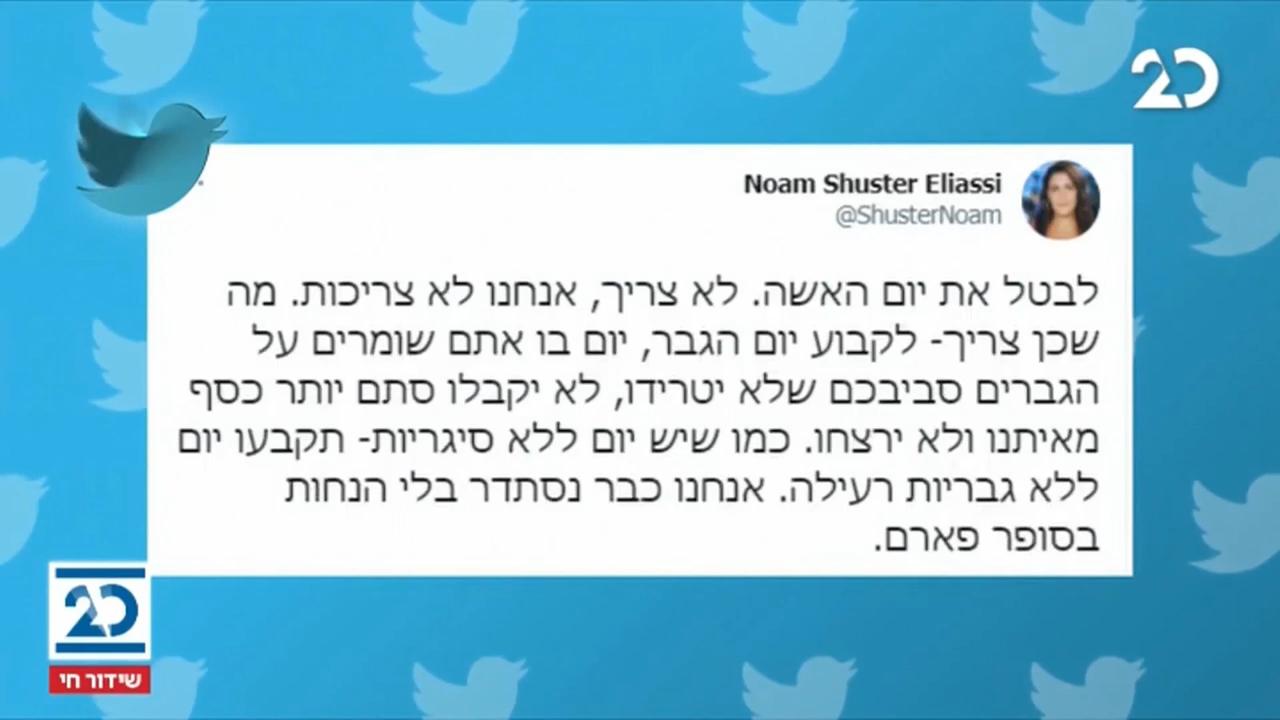 20
Noam Shuster Eliassi
@ShusterNoam
לבטל את יום האשה. לא צריך, אנחנו לא צריכות. מה
שכן צריך- לקבוע יום הגבר, יום בו אתם שומרים על
הגברים סביבכם שלא יטרידו, לא יקבלו סתם יותר כסף
מאיתנו ולא ירצחו. כמו שיש יום ללא סיגריות- תקבעו יום
ללא גבריות רעילה. אנחנו כבר נסתדר בלי הנחות
בסופר פארם.
20
שידור חי